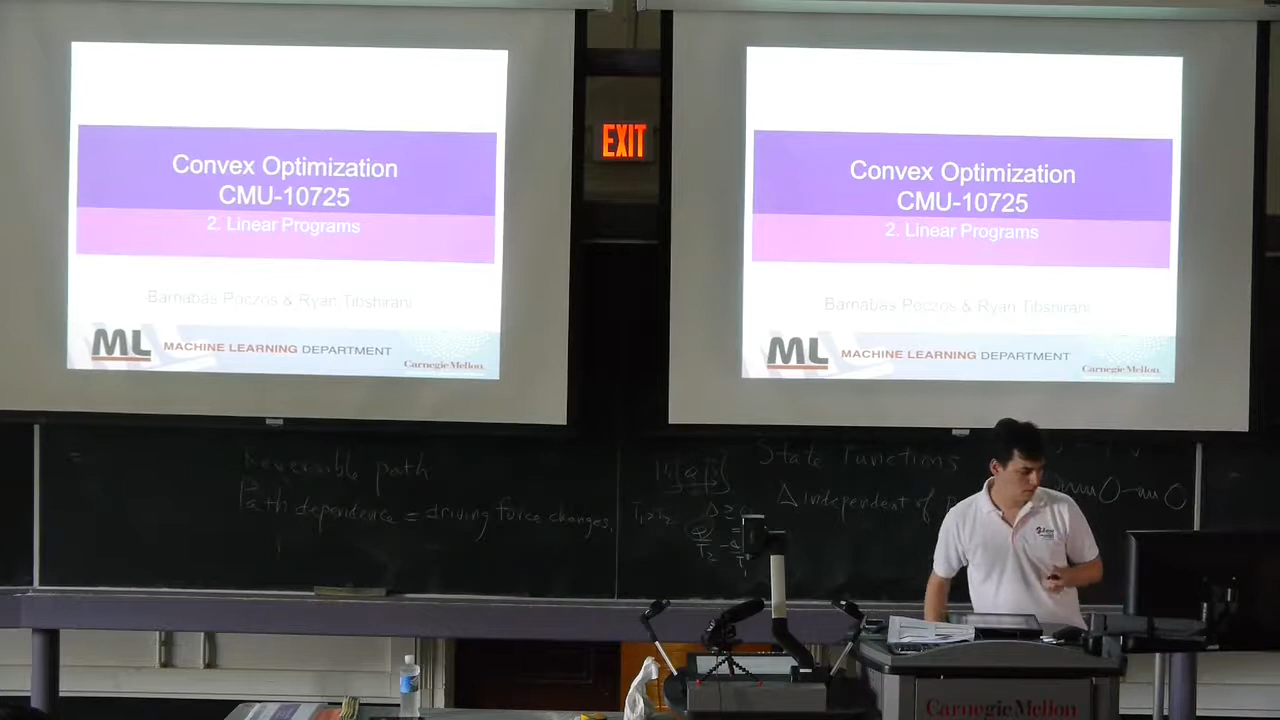 Convex Optimization
CMU-10725
2. Linear Programs
Barnabás Póczos & Ryan Tibshirani
ML
MACHINE LEARNING DEPARTMENT
Carnegie Mellon
EXIT
Convex Optimization
CMU-10725
2. Linear Programs
Barnabás Póczos & Ryan Tibshirani
ML
MACHINE LEARNING DEPARTMENT
Carnegie Mellon
Reversible path
Path dependence = driving force changes.
State Functions
Δ independent of
T₁>T₂
Carnegie Mellon